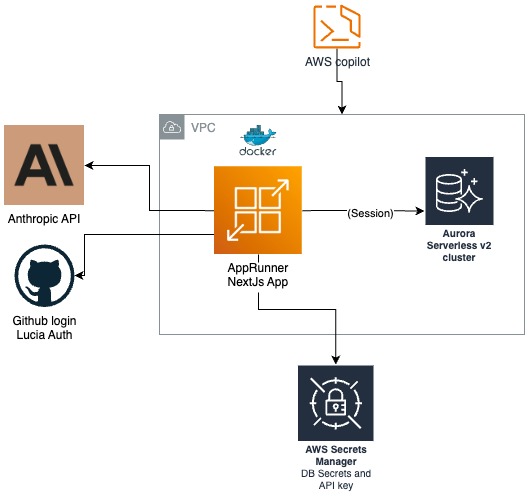 AWS copilot
VPC
docker
A\
Anthropic API
(Session)
Aurora
Serverless v2
cluster
AppRunner
NextJs App
Github login
Lucia Auth
AWS Secrets
Manager
DB Secrets and
API key